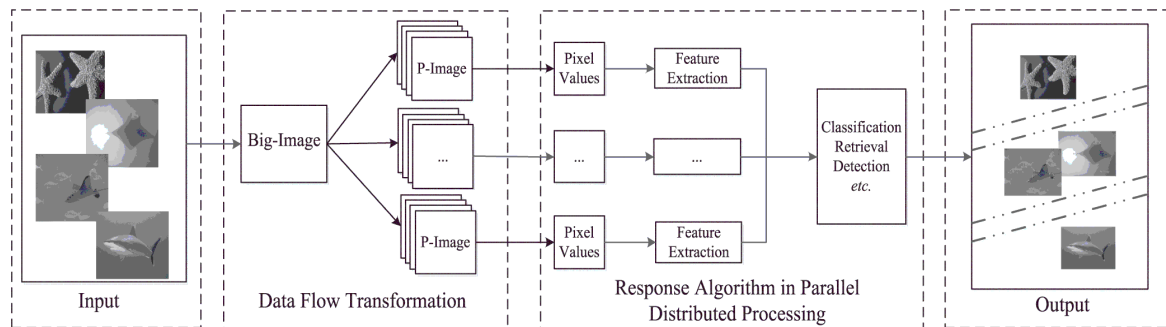 Input
Big-Image
P-Image
...
P-Image
Data Flow Transformation
Pixel
Values
Feature
Extraction
...
...
Pixel
Values
Feature
Extraction
Classification
Retrieval
Detection
etc.
Response Algorithm in Parallel
Distributed Processing
Output